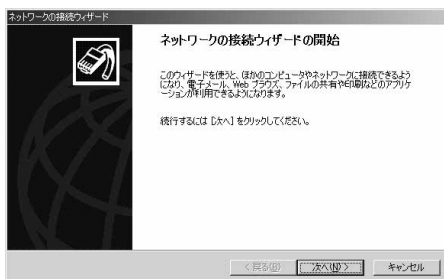 ネットワークの接続ウィザード
ネットワークの接続ウィザードの開始
このウィザードを使うと、ほかのコンピュータやネットワークに接続できるよう
になり、電子メール、Web ブラウズ、ファイルの共有や印刷などのアプリケ
ーションが利用できるようになります。
続行するには [次へ] をクリックしてください。
< 戻る(B) 次へ(N) > キャンセル